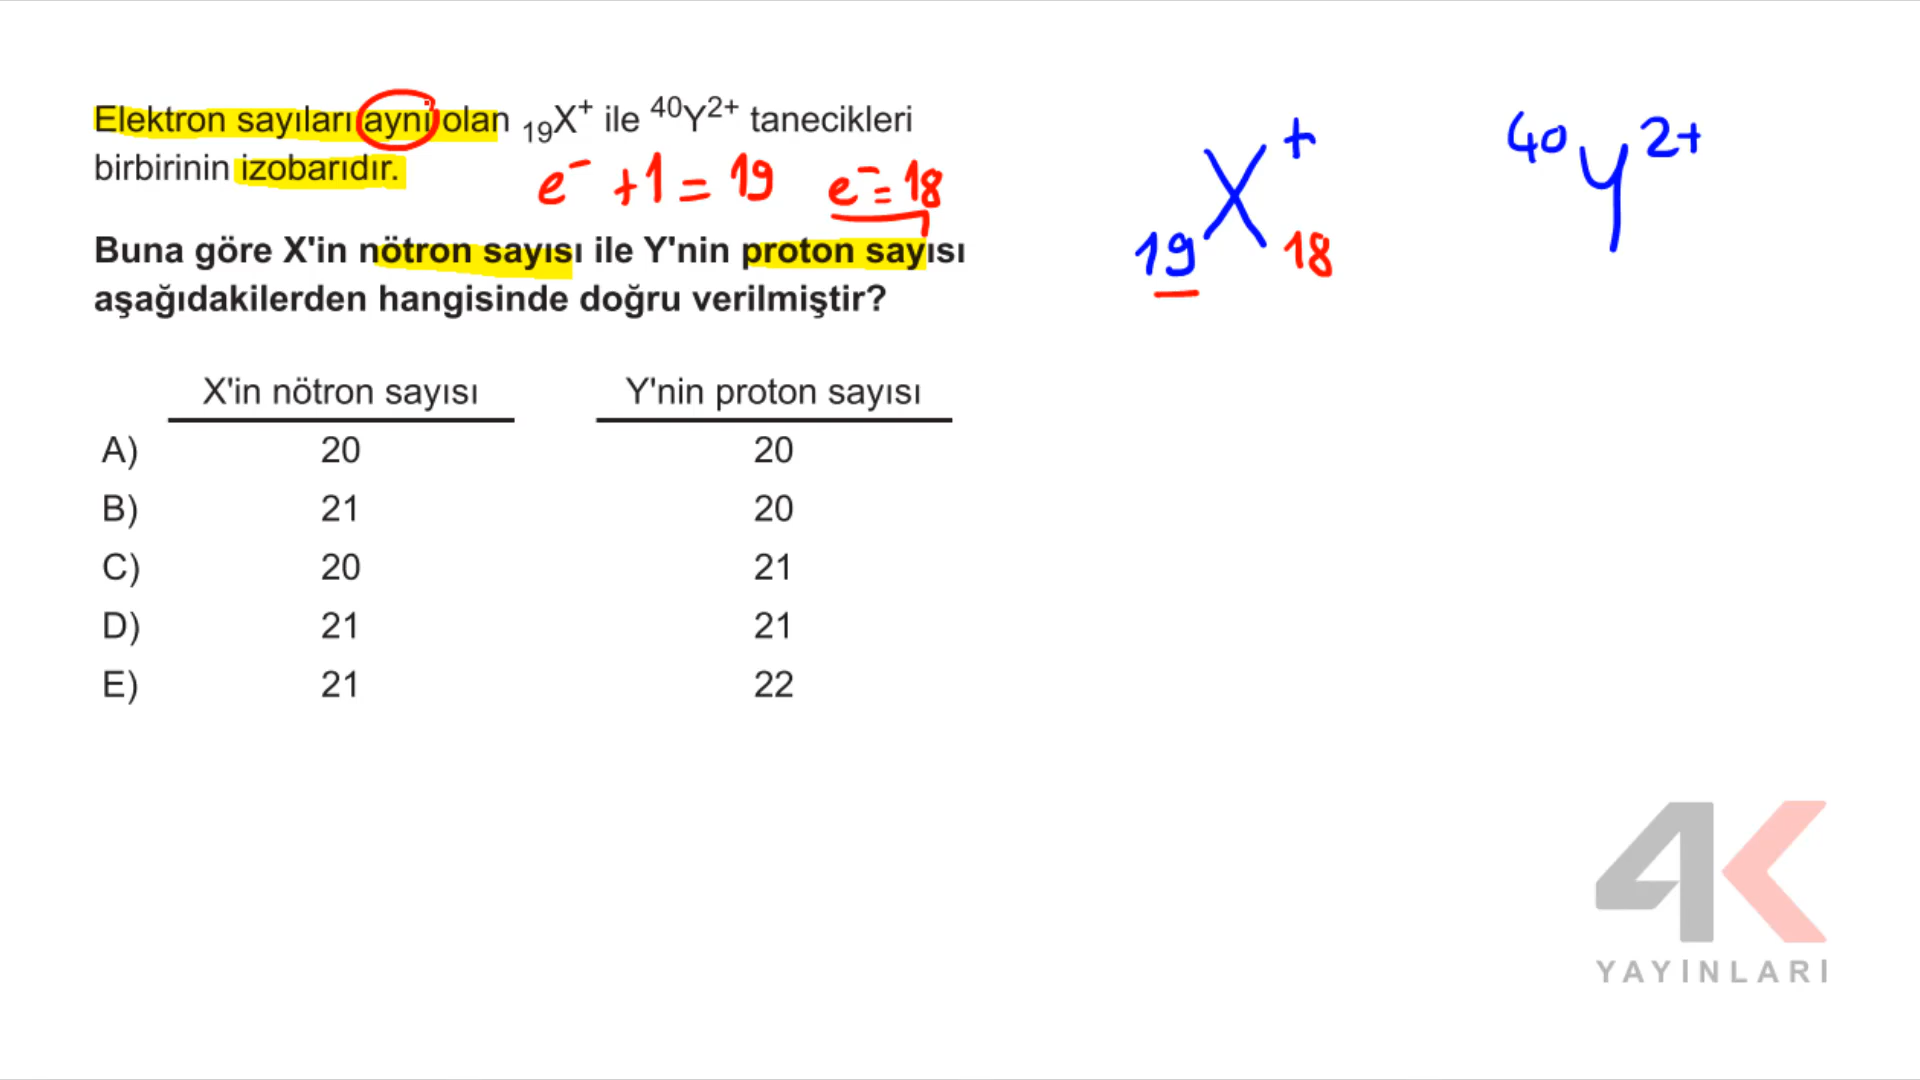 Elektron sayıları aynı olan ₁₉X⁺ ile ⁴⁰Y²⁺ tanecikleri
birbirinin izobarıdır.
e⁻ +1 = 19 e⁻ = 18
Buna göre X'in nötron sayısı ile Y'nin proton sayısı
aşağıdakilerden hangisinde doğru verilmiştir?
X'in nötron sayısı Y'nin proton sayısı
A) 20 20
B) 21 20
C) 20 21
D) 21 21
E) 21 22
₁₉X⁺ 18
⁴⁰Y²⁺
4K
YAYINLARI